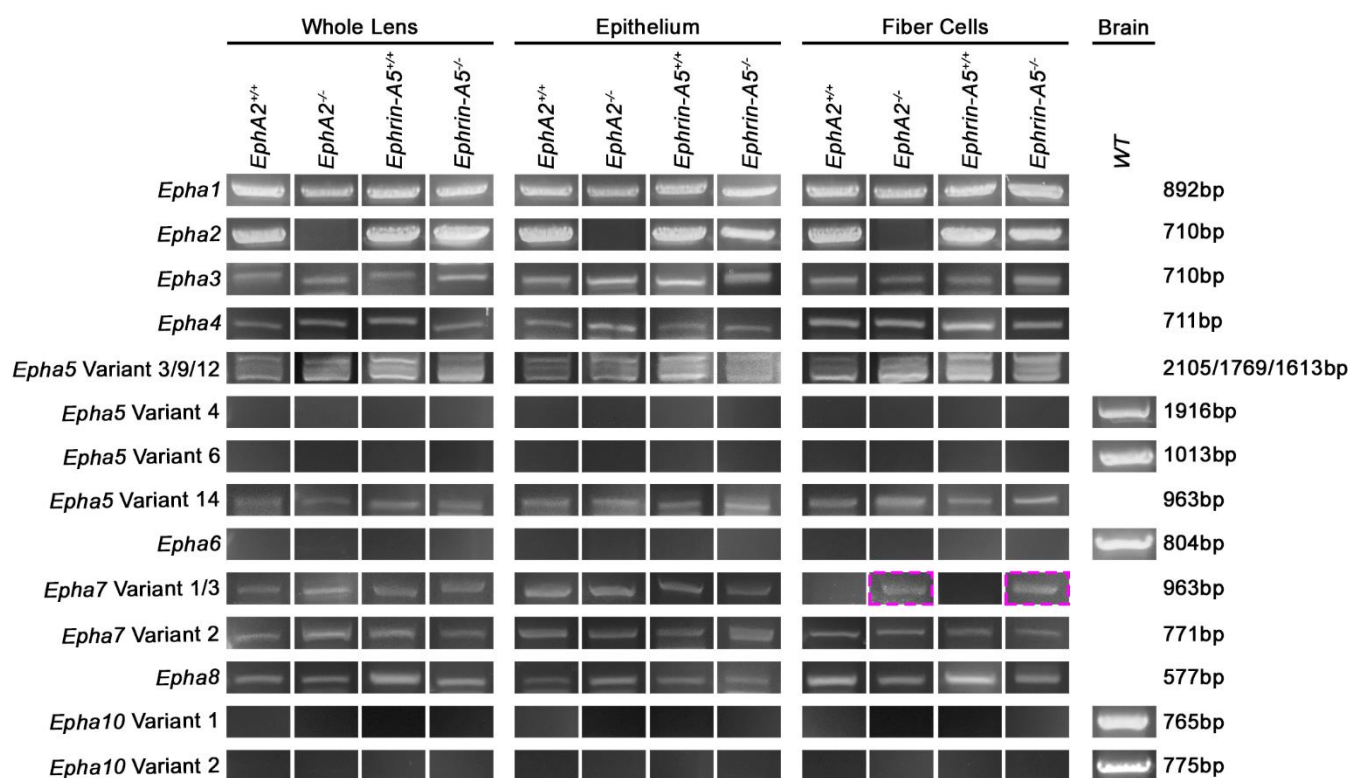 Whole Lens Epithelium Fiber Cells Brain
EphA2+/+ EphA2-/- Ephrin-A5+/+ Ephrin-A5-/- EphA2+/+ EphA2-/- Ephrin-A5+/+ Ephrin-A5-/- EphA2+/+ EphA2-/- Ephrin-A5+/+ Ephrin-A5-/- WT
Epha1 892bp
Epha2 710bp
Epha3 710bp
Epha4 711bp
Epha5 Variant 3/9/12 2105/1769/1613bp
Epha5 Variant 4 1916bp
Epha5 Variant 6 1013bp
Epha5 Variant 14 963bp
Epha6 804bp
Epha7 Variant 1/3 963bp
Epha7 Variant 2 771bp
Epha8 577bp
Epha10 Variant 1 765bp
Epha10 Variant 2 775bp